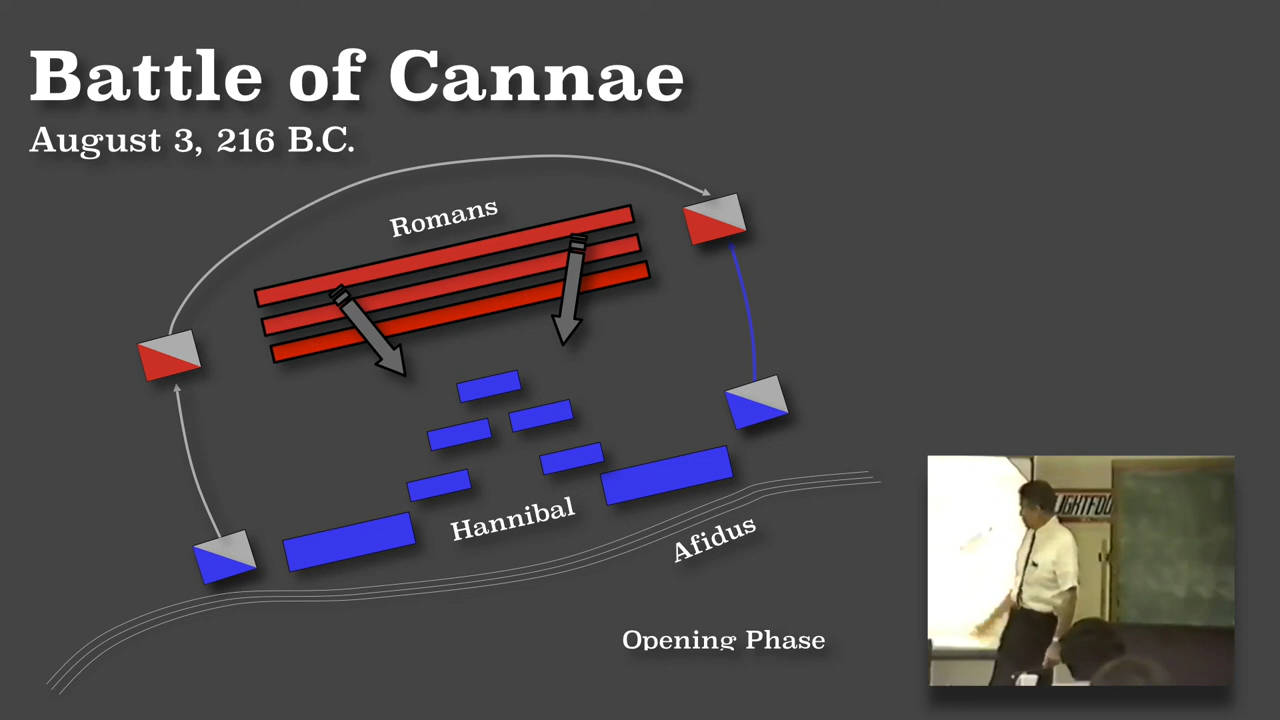 Battle of Cannae
August 3, 216 B.C.
Romans
Hannibal
Afidus
Opening Phase